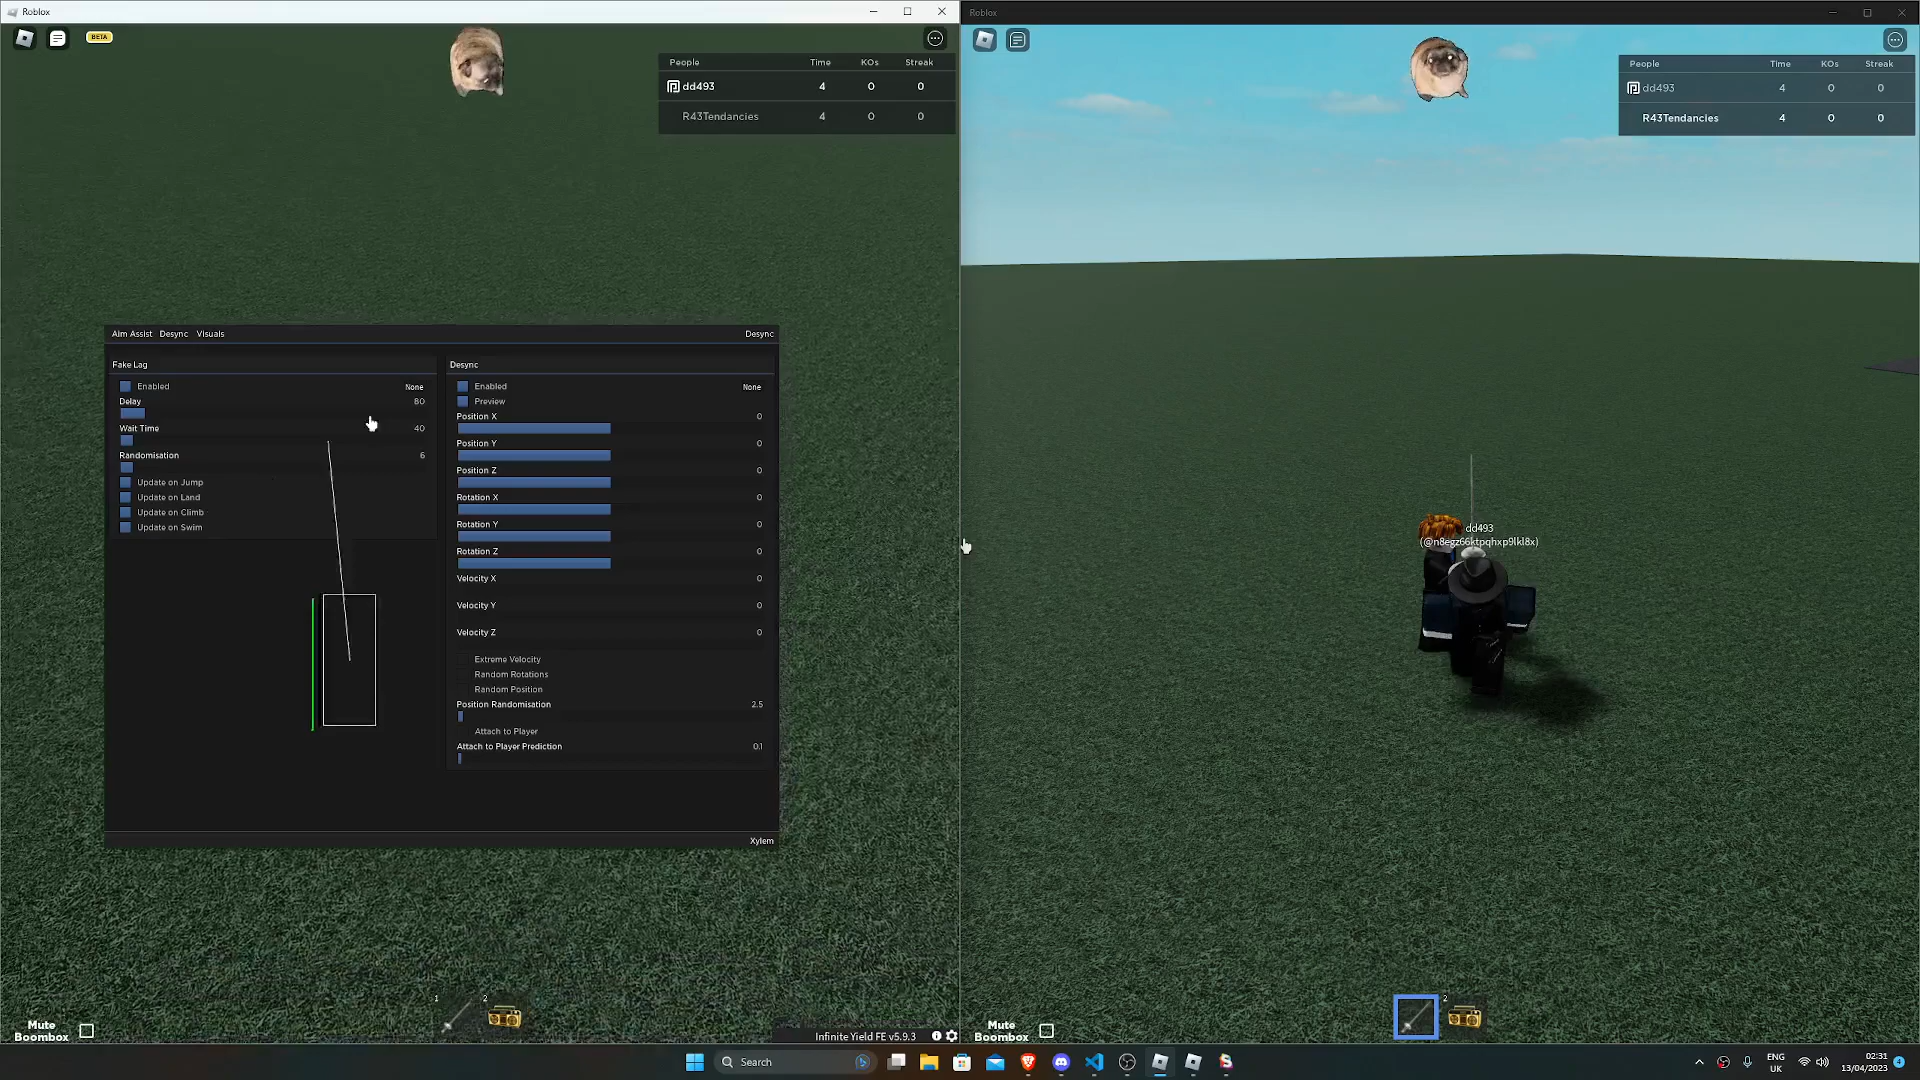 Roblox
BETA
People Time KOs Streak
dd493 4 0 0
R43Tendancies 4 0 0
Aim Assist Desync Visuals Desync
Fake Lag
Enabled None
Delay 80
Wait Time 40
Randomisation 6
Update on Jump
Update on Land
Update on Climb
Update on Swim
Desync
Enabled None
Preview
Position X 0
Position Y 0
Position Z 0
Rotation X 0
Rotation Y 0
Rotation Z 0
Velocity X 0
Velocity Y 0
Velocity Z 0
Extreme Velocity
Random Rotations
Random Position
Position Randomisation 2.5
Attach to Player
Attach to Player Prediction 0.1
Xylem
1 2
Mute
Boombox
Infinite Yield FE v5.9.3
Roblox
People Time KOs Streak
dd493 4 0 0
R43Tendancies 4 0 0
dd493
(@n8egz66ktpqhxp9lkl8x)
2
Mute
Boombox
Search
ENG
UK
02:31
13/04/2023
4